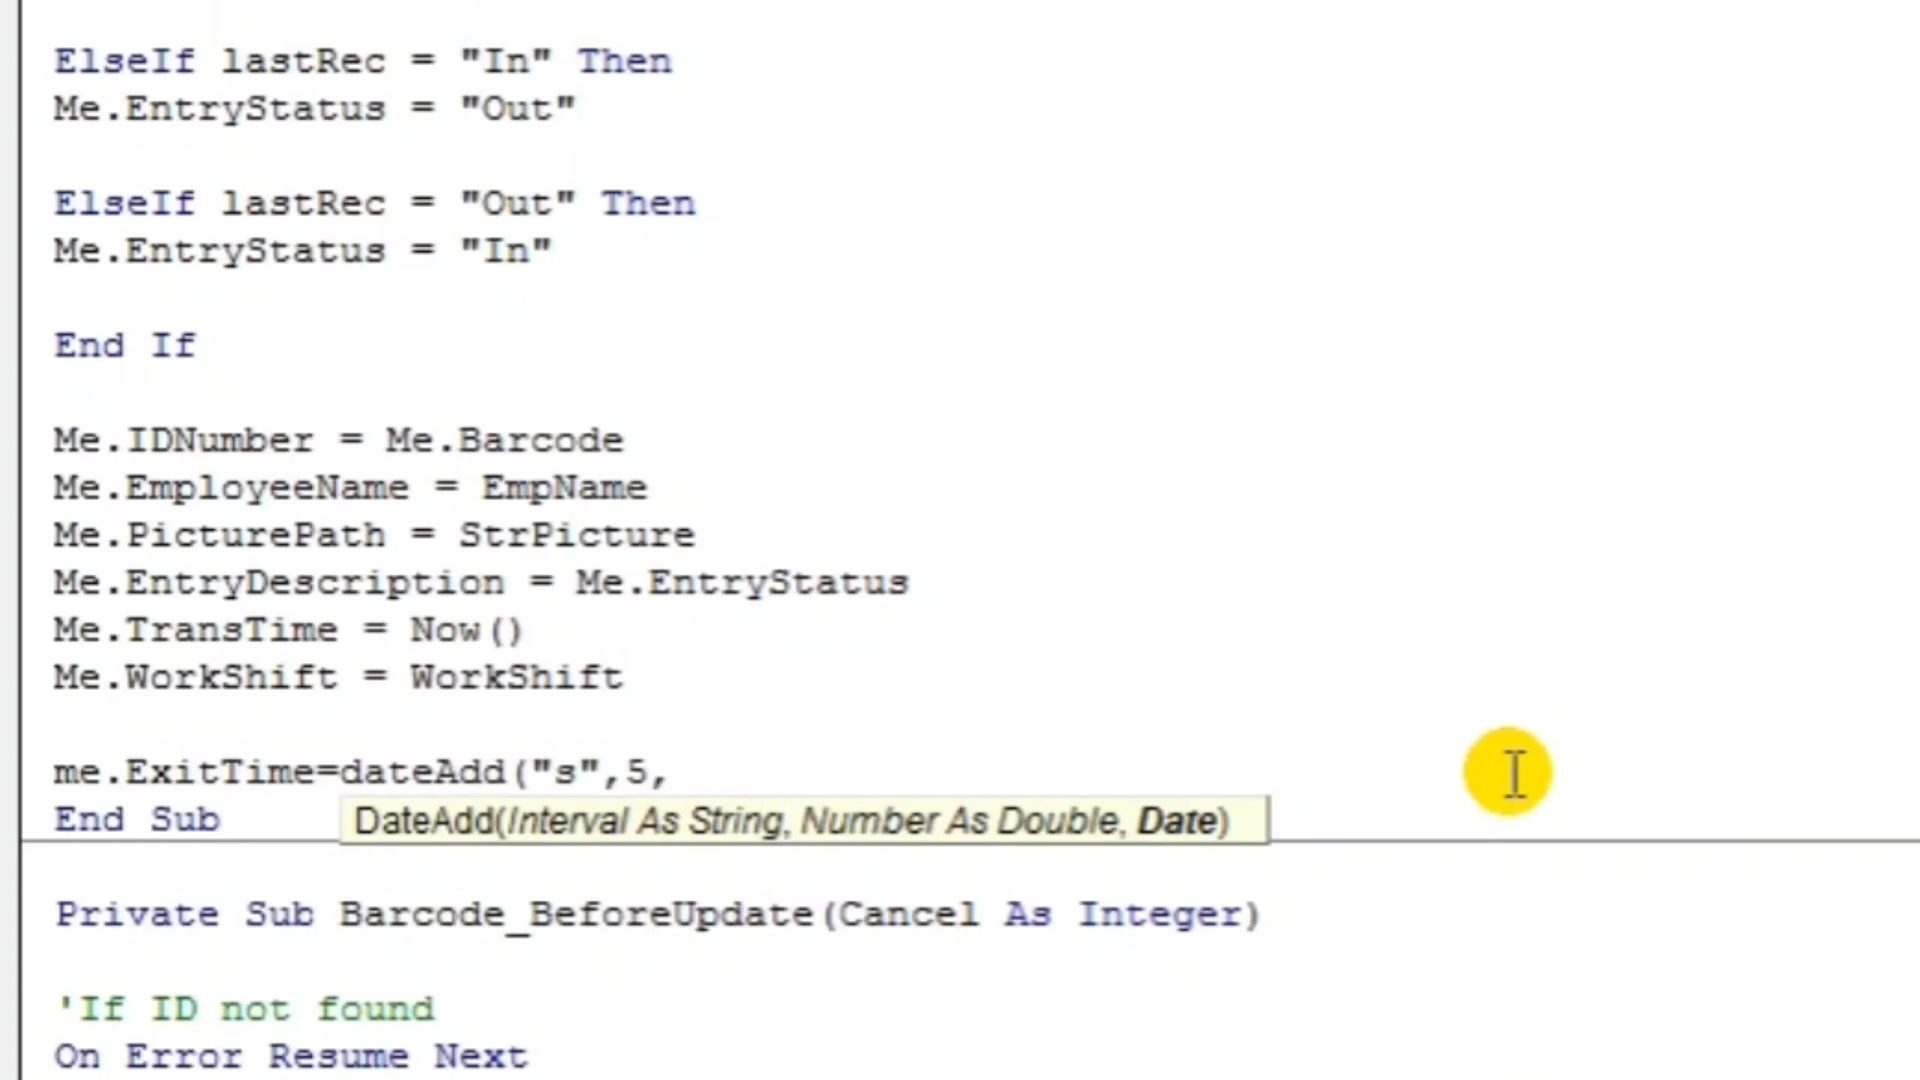 ElseIf lastRec = "In" Then
Me.EntryStatus = "Out"
ElseIf lastRec = "Out" Then
Me.EntryStatus = "In"
End If
Me.IDNumber = Me.Barcode
Me.EmployeeName = EmpName
Me.PicturePath = StrPicture
Me.EntryDescription = Me.EntryStatus
Me.TransTime = Now()
Me.WorkShift = WorkShift
me.ExitTime=dateAdd("s",5,
End Sub
DateAdd(Interval As String, Number As Double, Date)
Private Sub Barcode_BeforeUpdate(Cancel As Integer)
'If ID not found
On Error Resume Next